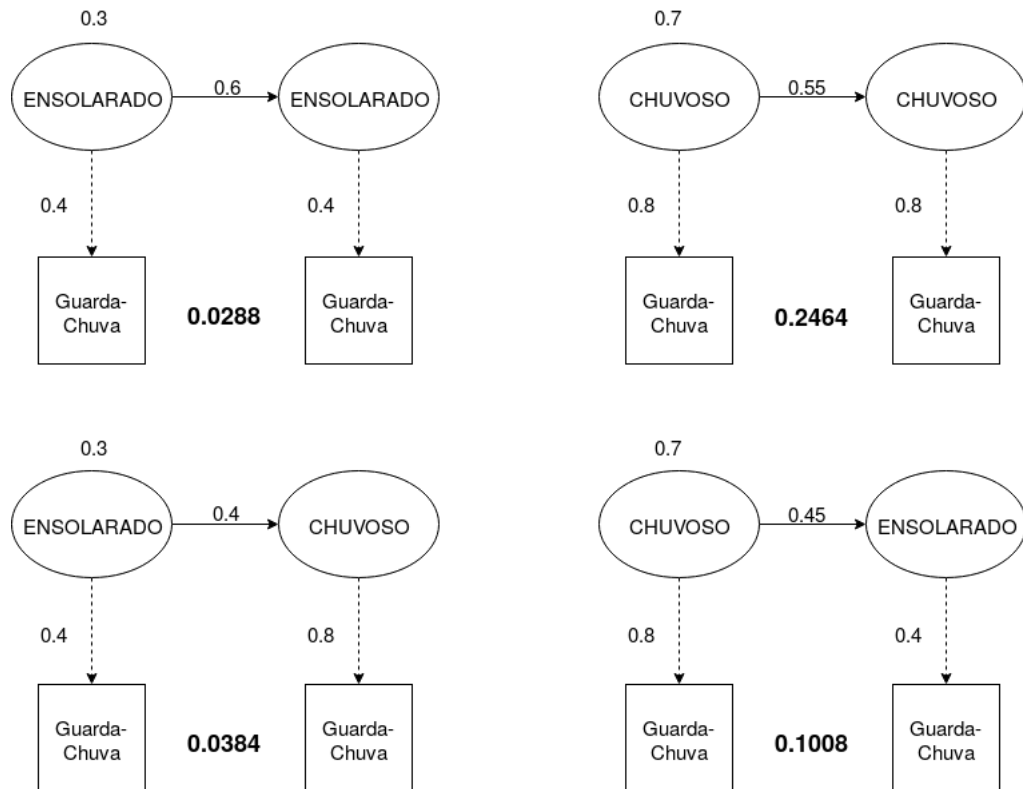 0.3
ENSOLARADO
0.6
ENSOLARADO
0.4
0.4
Guarda-
Chuva
0.0288
Guarda-
Chuva
0.7
CHUVOSO
0.55
CHUVOSO
0.8
0.8
Guarda-
Chuva
0.2464
Guarda-
Chuva
0.3
ENSOLARADO
0.4
CHUVOSO
0.4
0.8
Guarda-
Chuva
0.0384
Guarda-
Chuva
0.7
CHUVOSO
0.45
ENSOLARADO
0.8
0.4
Guarda-
Chuva
0.1008
Guarda-
Chuva